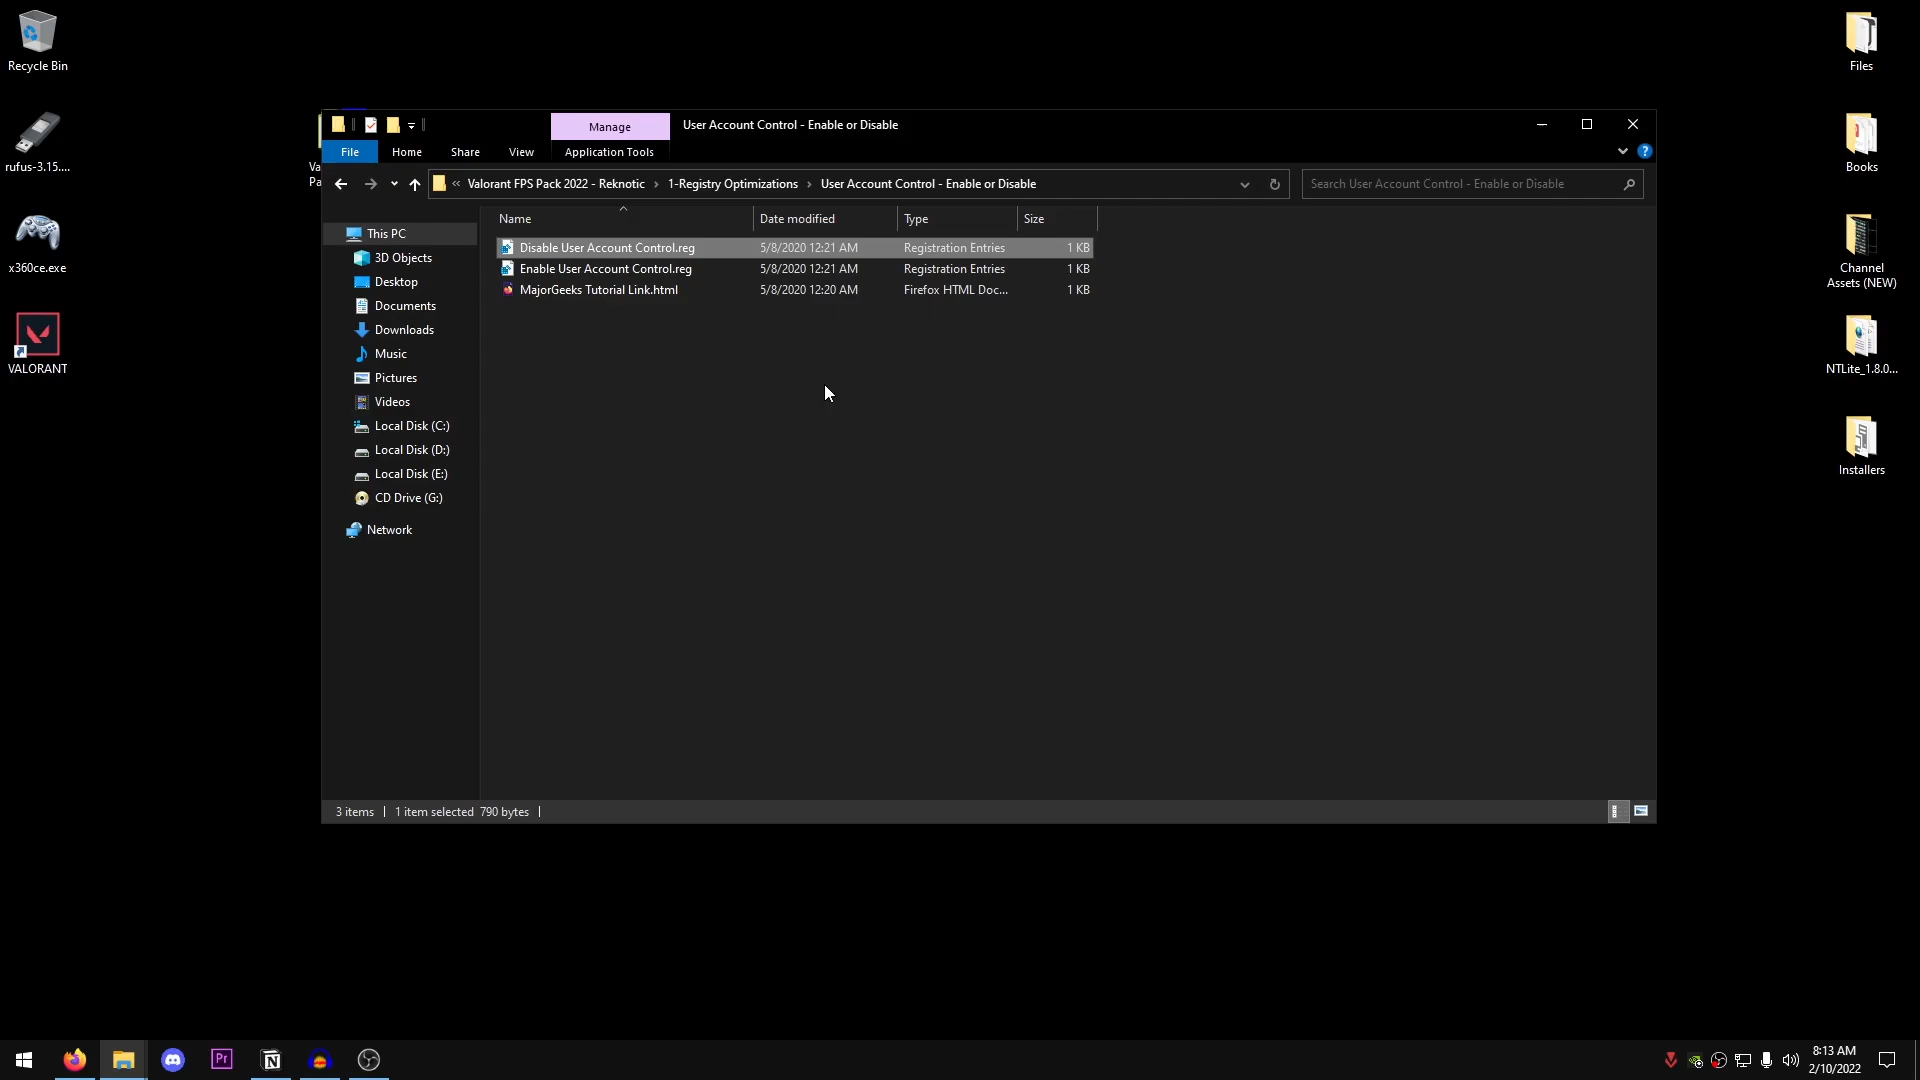 Recycle Bin
rufus-3.15....
x360ce.exe
VALORANT
Va
Pa
Manage
User Account Control - Enable or Disable
File
Home
Share
View
Application Tools
?
« Valorant FPS Pack 2022 - Reknotic › 1-Registry Optimizations › User Account Control - Enable or Disable
Search User Account Control - Enable or Disable
Name
Date modified
Type
Size
Disable User Account Control.reg 5/8/2020 12:21 AM Registration Entries 1 KB
Enable User Account Control.reg 5/8/2020 12:21 AM Registration Entries 1 KB
MajorGeeks Tutorial Link.html 5/8/2020 12:20 AM Firefox HTML Doc... 1 KB
This PC
3D Objects
Desktop
Documents
Downloads
Music
Pictures
Videos
Local Disk (C:)
Local Disk (D:)
Local Disk (E:)
CD Drive (G:)
Network
3 items
1 item selected 790 bytes
Files
Books
Channel
Assets (NEW)
NTLite_1.8.0...
Installers
Pr
8:13 AM
2/10/2022